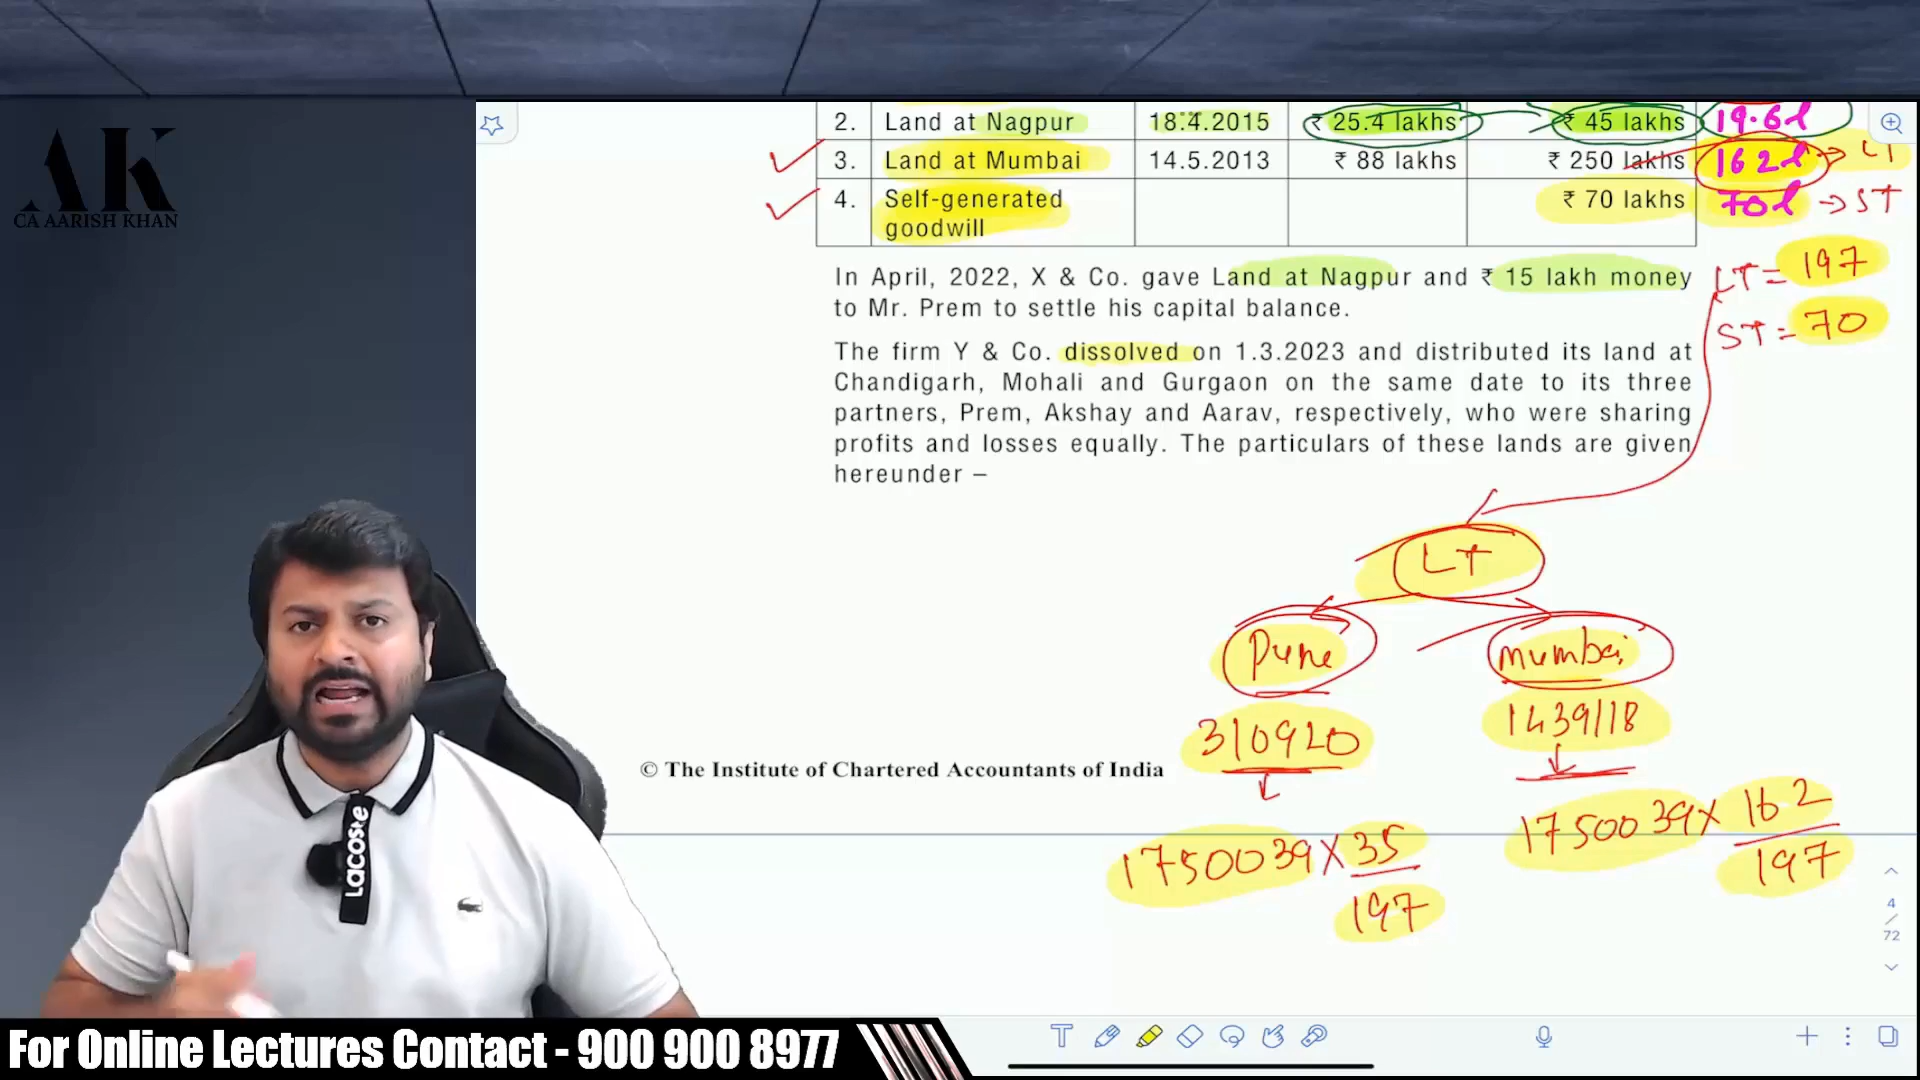 AK
CA AARISH KHAN
2. Land at Nagpur 18.4.2015 ₹ 25.4 lakhs ₹ 45 lakhs 19.6l
3. Land at Mumbai 14.5.2013 ₹ 88 lakhs ₹ 250 lakhs 162l → LT
4. Self-generated goodwill ₹ 70 lakhs 70l → ST
LT = 197
ST = 70
In April, 2022, X & Co. gave Land at Nagpur and ₹ 15 lakh money
to Mr. Prem to settle his capital balance.
The firm Y & Co. dissolved on 1.3.2023 and distributed its land at
Chandigarh, Mohali and Gurgaon on the same date to its three
partners, Prem, Akshay and Aarav, respectively, who were sharing
profits and losses equally. The particulars of these lands are given
hereunder –
LT
Pune mumbai
310920 1439118
© The Institute of Chartered Accountants of India
1750039 X 35/197
1750039 X 162/197
4
/
72
LACOSTE
T
For Online Lectures Contact - 900 900 8977